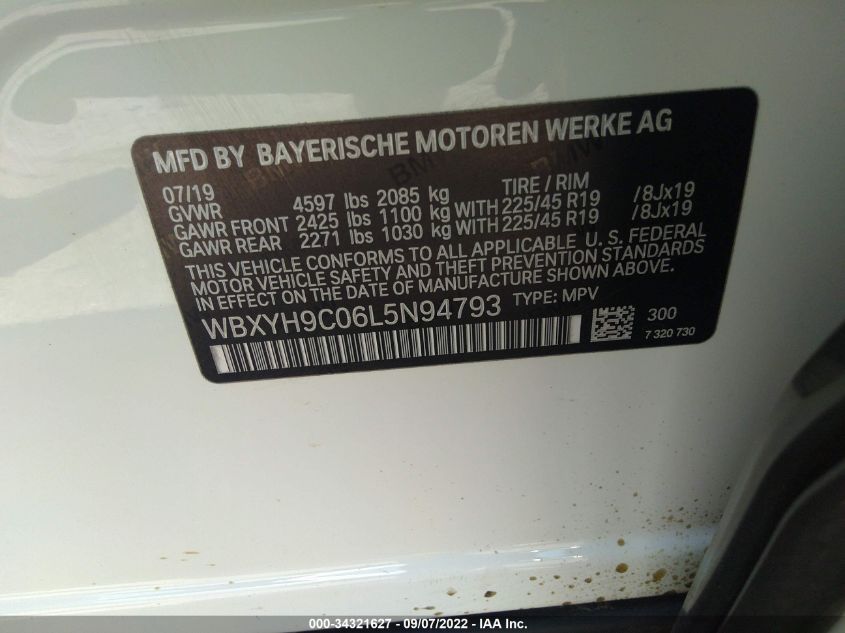 MFD BY BAYERISCHE MOTOREN WERKE AG
07/19
GVWR 4597 lbs 2085 kg TIRE / RIM
GAWR FRONT 2425 lbs 1100 kg WITH 225/45 R19 /8Jx19
GAWR REAR 2271 lbs 1030 kg WITH 225/45 R19 /8Jx19
THIS VEHICLE CONFORMS TO ALL APPLICABLE U. S. FEDERAL
MOTOR VEHICLE SAFETY AND THEFT PREVENTION STANDARDS
IN EFFECT ON THE DATE OF MANUFACTURE SHOWN ABOVE.
WBXYH9C06L5N94793 TYPE: MPV
300
7 320 730
000-34321627 - 09/07/2022 - IAA Inc.